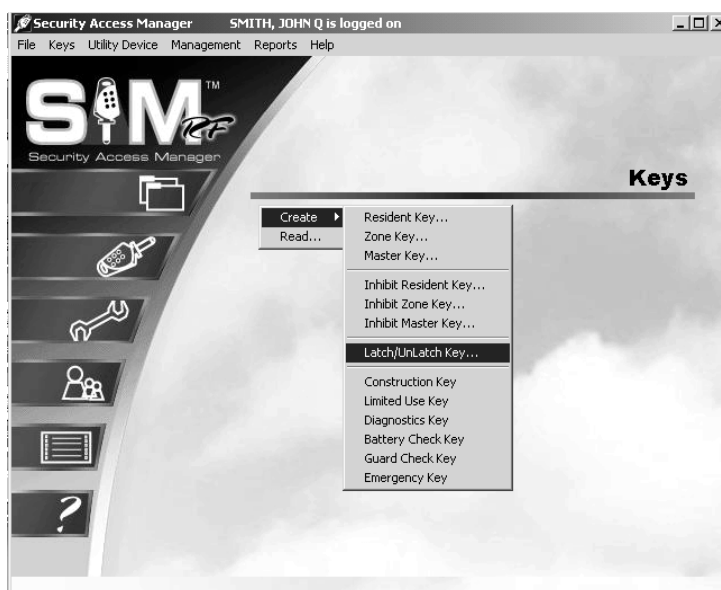 Security Access Manager SMITH, JOHN Q is logged on
File Keys Utility Device Management Reports Help
SAM TM
RF
Security Access Manager
Keys
Create
Read...
Resident Key...
Zone Key...
Master Key...
Inhibit Resident Key...
Inhibit Zone Key...
Inhibit Master Key...
Latch/UnLatch Key...
Construction Key
Limited Use Key
Diagnostics Key
Battery Check Key
Guard Check Key
Emergency Key
?